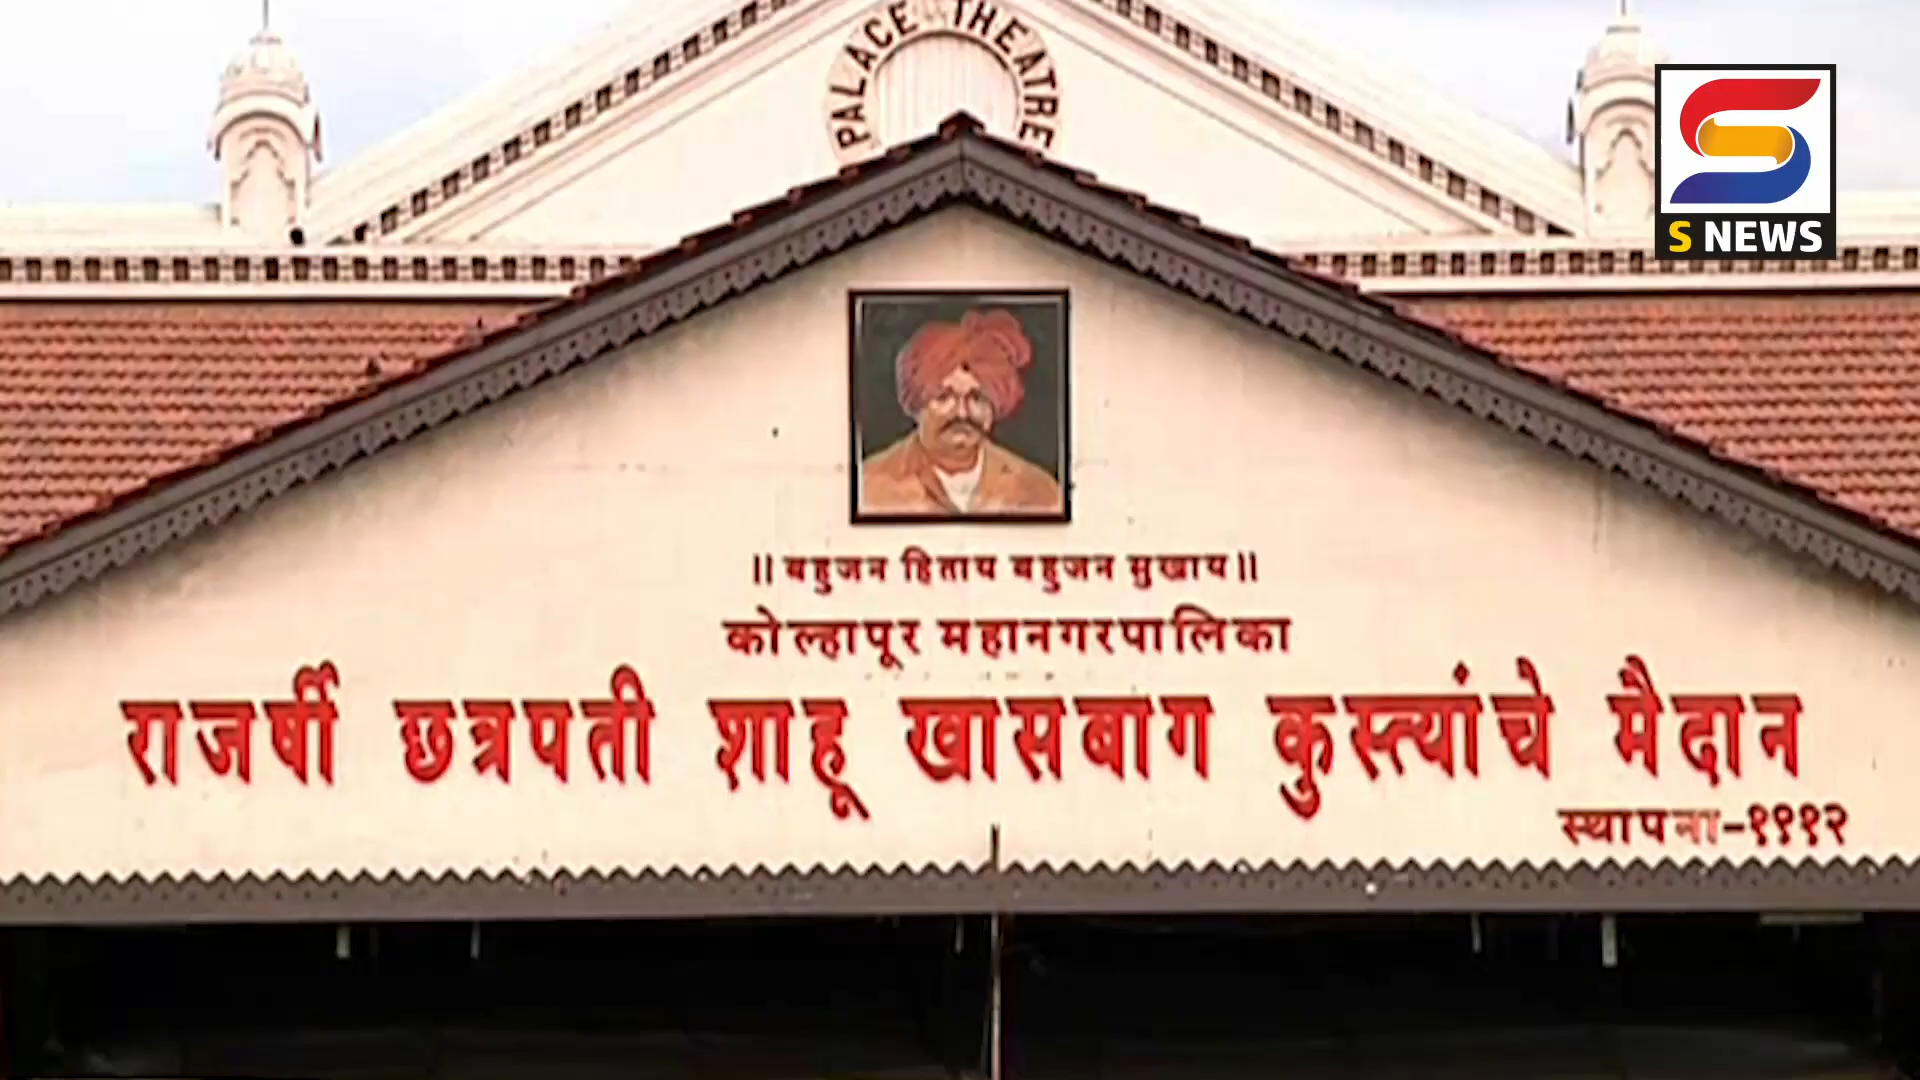 PALACE THEATRE
S NEWS
॥ बहुजन हिताय बहुजन सुखाय ॥
कोल्हापूर महानगरपालिका
राजर्षी छत्रपती शाहू खासबाग कुस्त्यांचे मैदान
स्थापना-१९१२